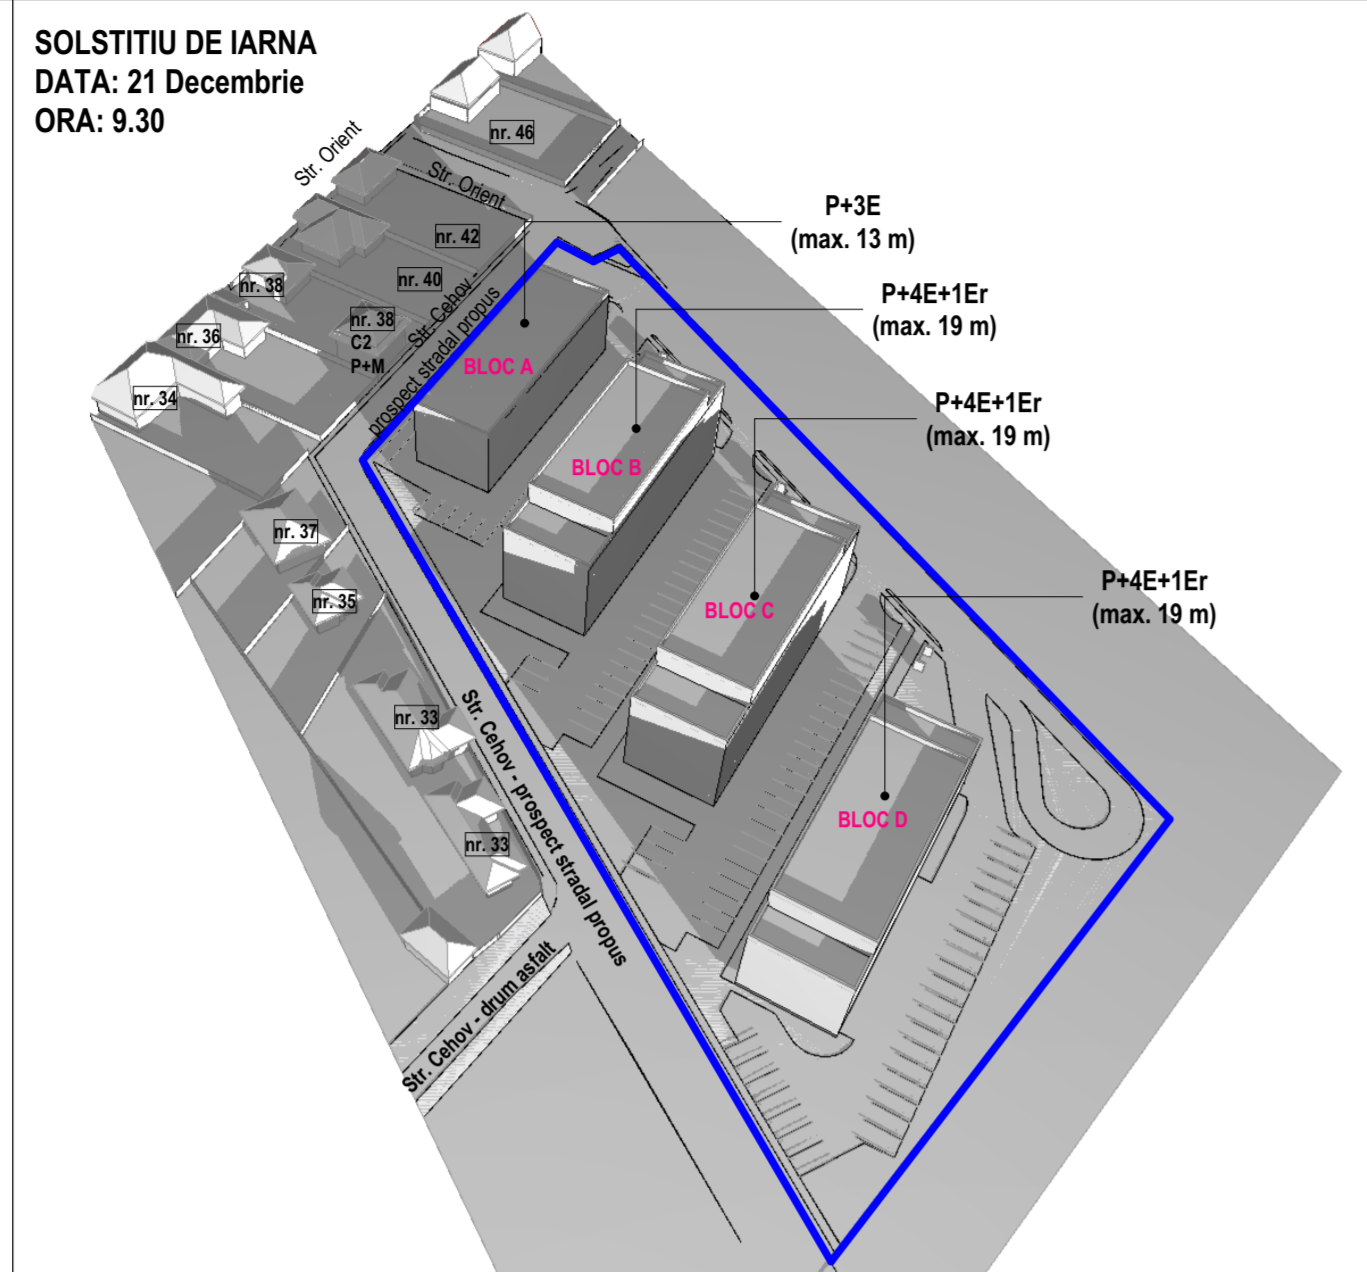 SOLSTITIU DE IARNA
DATA: 21 Decembrie
ORA: 9.30
nr. 46
Str. Orient
Str. Orient
P+3E
(max. 13 m)
nr. 42
nr. 40
nr. 38
nr. 38
C2
P+M
nr. 36
nr. 34
Str. Cehov -
prospect stradal propus
P+4E+1Er
(max. 19 m)
BLOC A
P+4E+1Er
(max. 19 m)
BLOC B
nr. 37
nr. 35
P+4E+1Er
(max. 19 m)
BLOC C
nr. 33
Str. Cehov - prospect stradal propus
BLOC D
nr. 33
Str. Cehov - drum asfalt